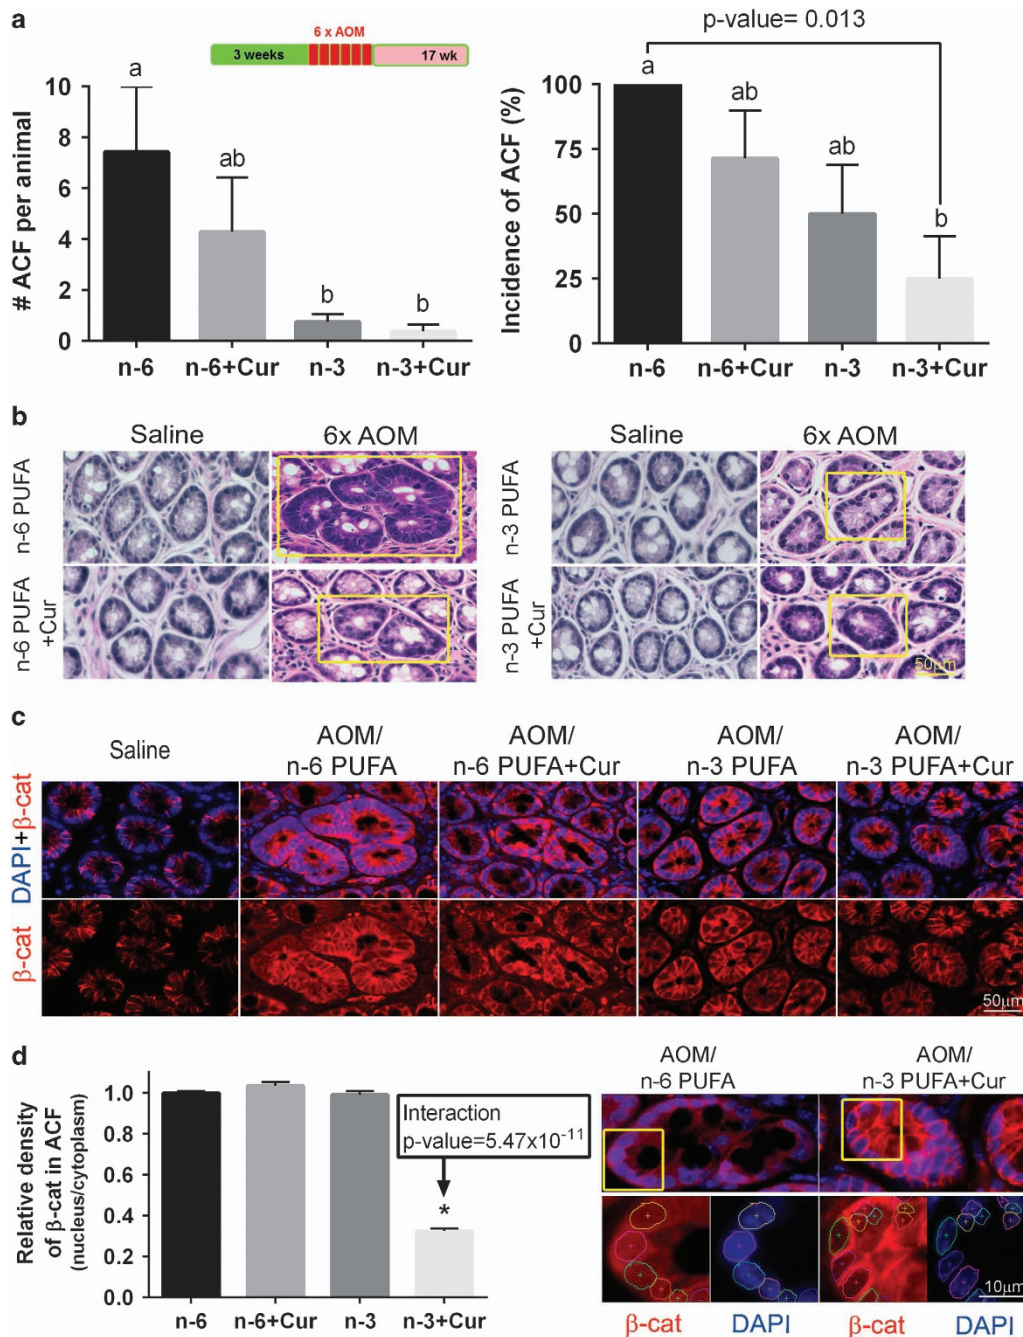 a
6 x AOM
3 weeks
17 wk
# ACF per animal
10
8
6
4
2
0
a
ab
b
b
n-6
n-6+Cur
n-3
n-3+Cur
p-value= 0.013
Incidence of ACF (%)
100
75
50
25
0
a
ab
ab
b
n-6
n-6+Cur
n-3
n-3+Cur
b
Saline
6x AOM
Saline
6x AOM
n-6 PUFA
n-6 PUFA
+Cur
n-3 PUFA
n-3 PUFA
+Cur
50μm
c
Saline
AOM/
n-6 PUFA
AOM/
n-6 PUFA+Cur
AOM/
n-3 PUFA
AOM/
n-3 PUFA+Cur
DAPI+β-cat
β-cat
50μm
d
Relative density
of β-cat in ACF
(nucleus/cytoplasm)
1.0
0.8
0.6
0.4
0.2
0.0
Interaction
p-value=5.47x10⁻¹¹
*
n-6
n-6+Cur
n-3
n-3+Cur
AOM/
n-6 PUFA
AOM/
n-3 PUFA+Cur
10μm
β-cat
DAPI
β-cat
DAPI